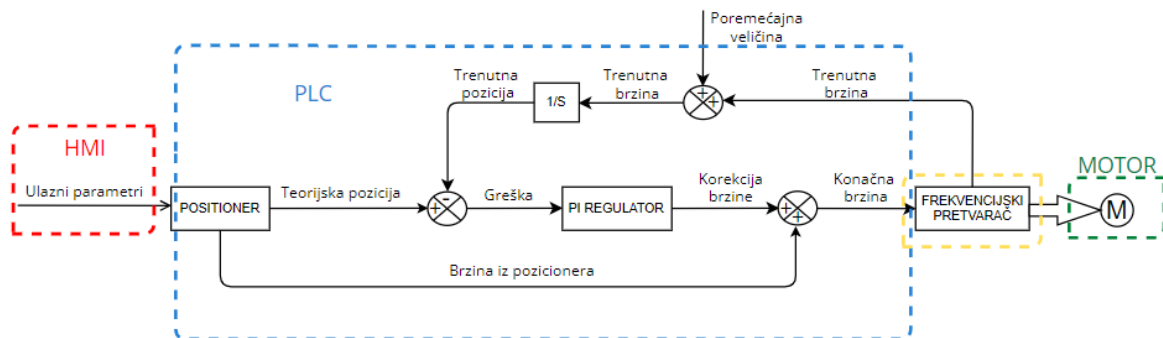 Poremećajna
veličina
PLC
Trenutna
pozicija
1/S
Trenutna
brzina
+
+
Trenutna
brzina
HMI
Ulazni parametri
POSITIONER
Teorijska pozicija
+
-
Greška
PI REGULATOR
Korekcija
brzine
+
+
Konačna
brzina
FREKVENCIJSKI
PRETVARAČ
MOTOR
M
Brzina iz pozicionera